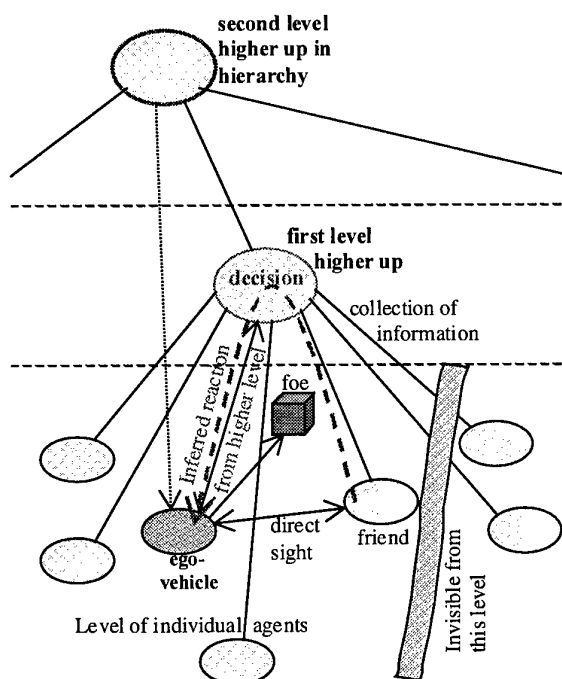 second level
higher up in
hierarchy
first level
higher up
decision
collection of
information
foe
Inferred reaction
from higher level
direct
sight
friend
ego-
vehicle
Level of individual agents
Invisible from
this level